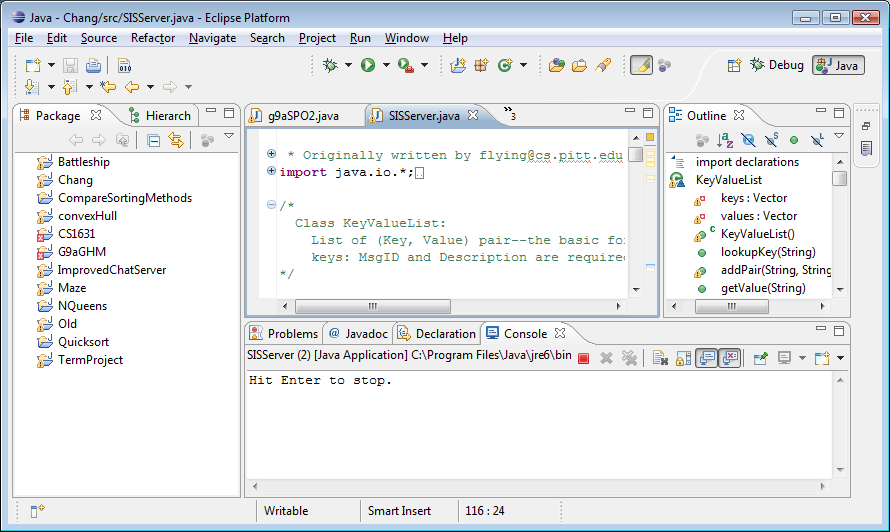 Java - Chang/src/SISServer.java - Eclipse Platform
File Edit Source Refactor Navigate Search Project Run Window Help
Debug Java
Package Hierarch
Battleship
Chang
CompareSortingMethods
convexHull
CS1631
G9aGHM
ImprovedChatServer
Maze
NQueens
Old
Quicksort
TermProject
g9aSPO2.java SISServer.java »3
* Originally written by flying@cs.pitt.edu
import java.io.*;
/*
Class KeyValueList:
List of (Key, Value) pair--the basic fo
keys: MsgID and Description are require
*/
Outline
import declarations
KeyValueList
keys : Vector
values : Vector
KeyValueList()
lookupKey(String)
addPair(String, String
getValue(String)
Problems @ Javadoc Declaration Console
SISServer (2) [Java Application] C:\Program Files\Java\jre6\bin
Hit Enter to stop.
Writable Smart Insert 116 : 24